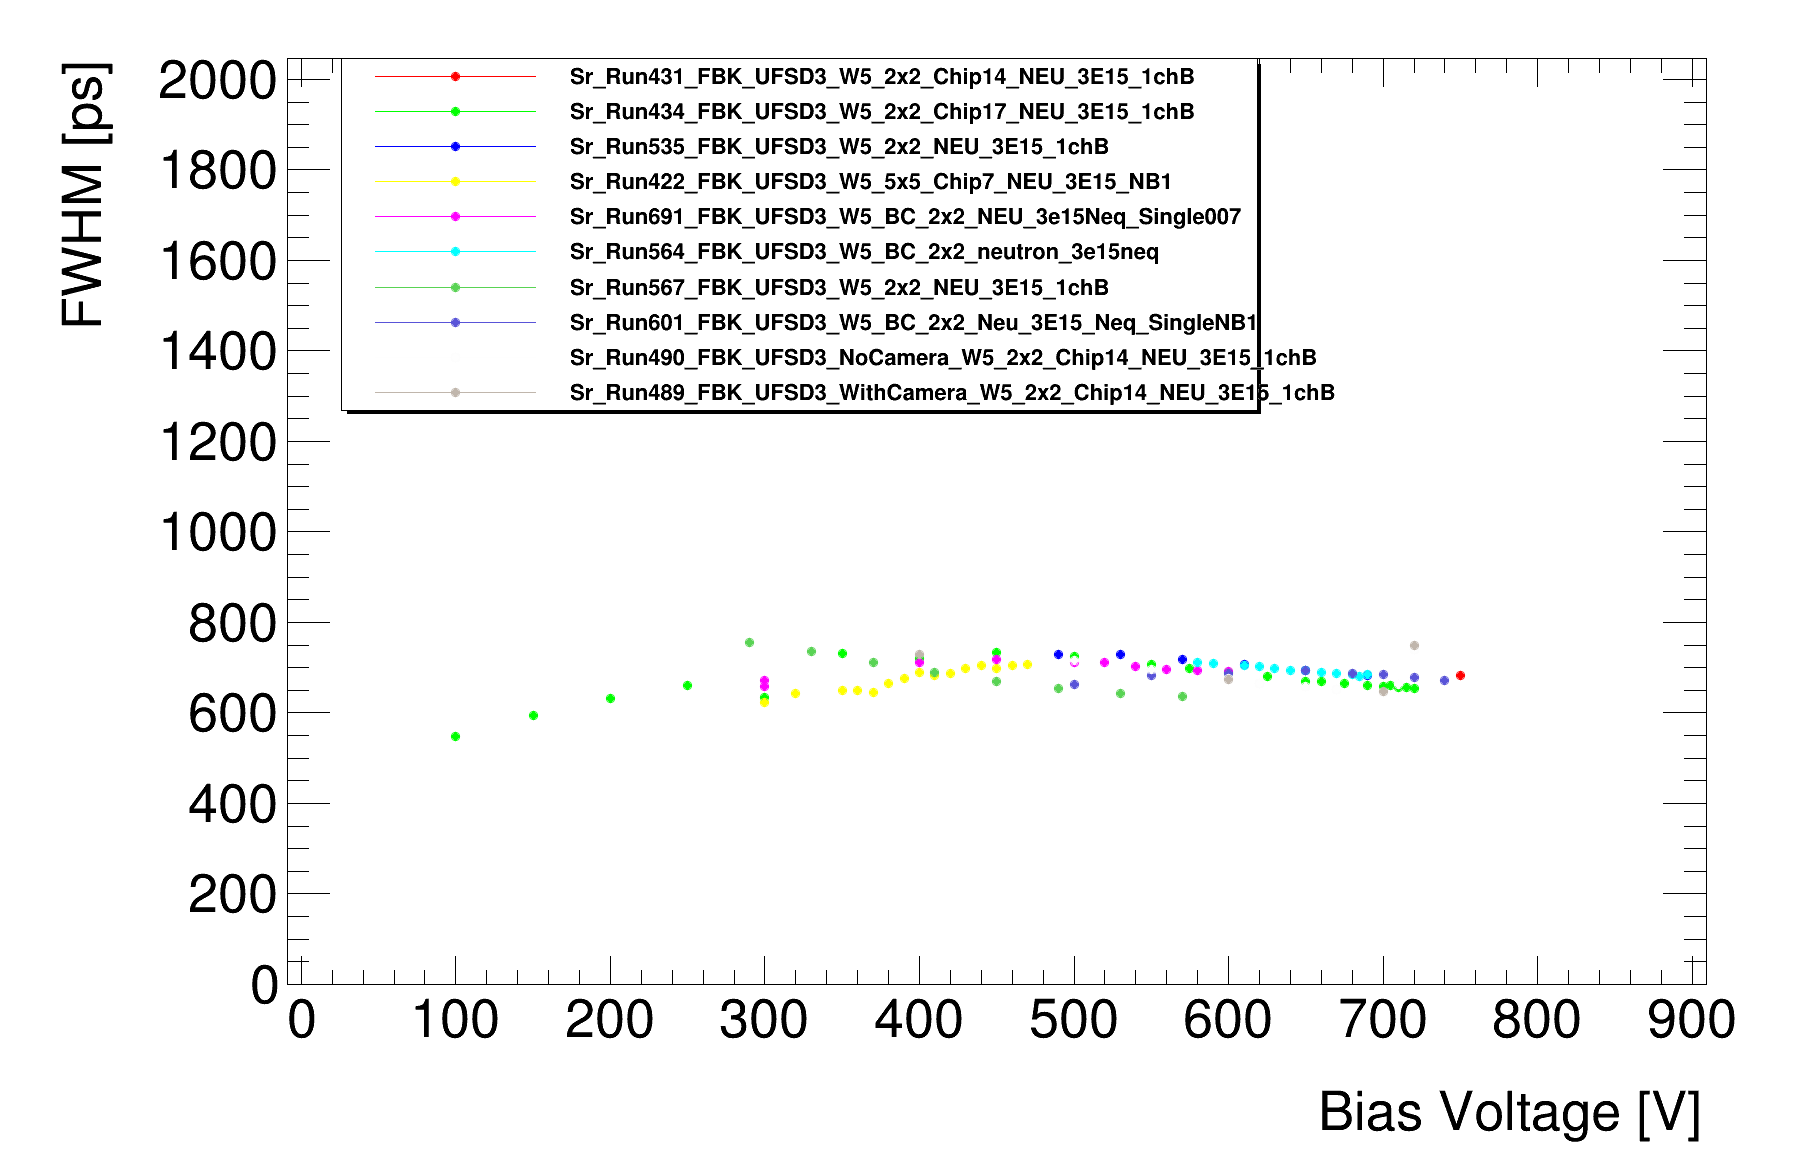 FWHM [ps]
2000
1800
1600
1400
1200
1000
800
600
400
200
0
Sr_Run431_FBK_UFSD3_W5_2x2_Chip14_NEU_3E15_1chB
Sr_Run434_FBK_UFSD3_W5_2x2_Chip17_NEU_3E15_1chB
Sr_Run535_FBK_UFSD3_W5_2x2_NEU_3E15_1chB
Sr_Run422_FBK_UFSD3_W5_5x5_Chip7_NEU_3E15_NB1
Sr_Run691_FBK_UFSD3_W5_BC_2x2_NEU_3e15Neq_Single007
Sr_Run564_FBK_UFSD3_W5_BC_2x2_neutron_3e15neq
Sr_Run567_FBK_UFSD3_W5_2x2_NEU_3E15_1chB
Sr_Run601_FBK_UFSD3_W5_BC_2x2_Neu_3E15_Neq_SingleNB1
Sr_Run490_FBK_UFSD3_NoCamera_W5_2x2_Chip14_NEU_3E15_1chB
Sr_Run489_FBK_UFSD3_WithCamera_W5_2x2_Chip14_NEU_3E15_1chB
0 100 200 300 400 500 600 700 800 900
Bias Voltage [V]